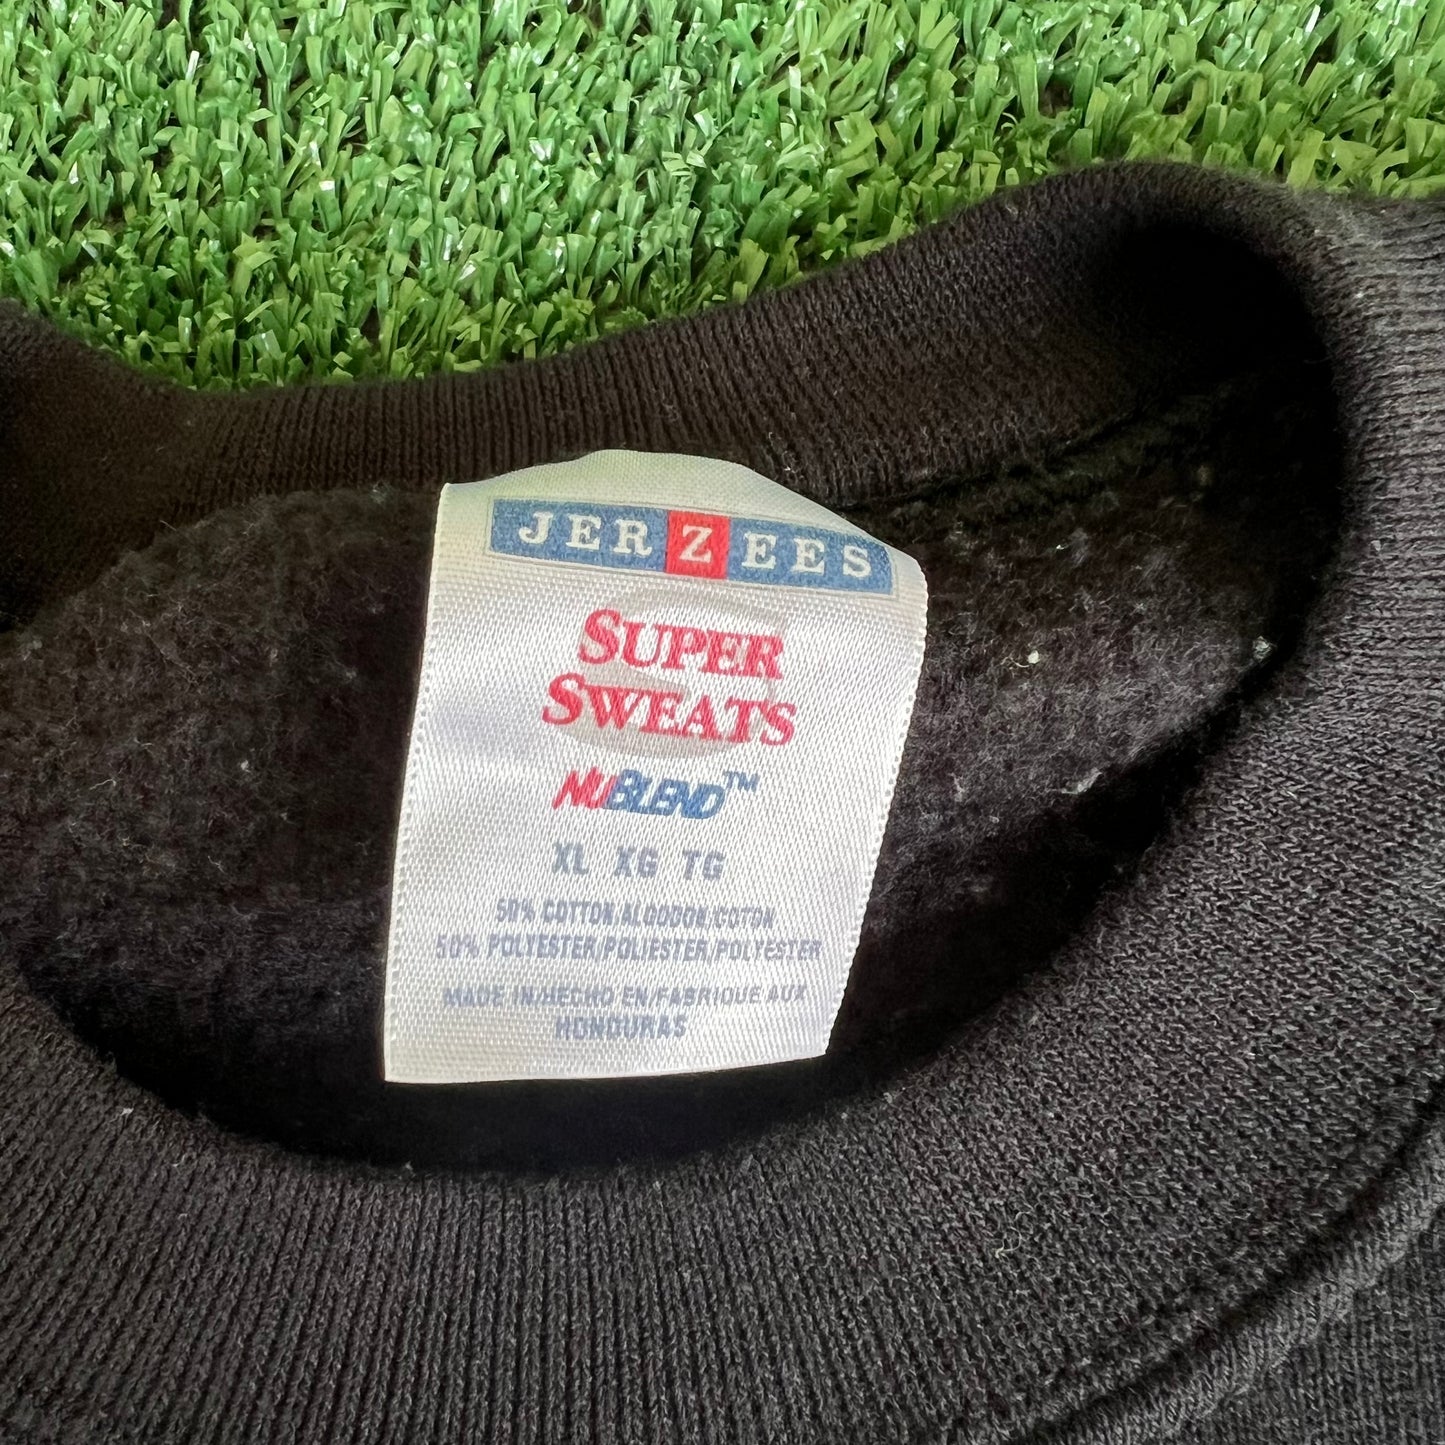 JERZEES
SUPER
SWEATS
NUBLEND™
XL XG TG
50% COTTON/ALGODON/COTON
50% POLYESTER/POLIESTER/POLYESTER
MADE IN/HECHO EN/FABRIQUE AUX
HONDURAS